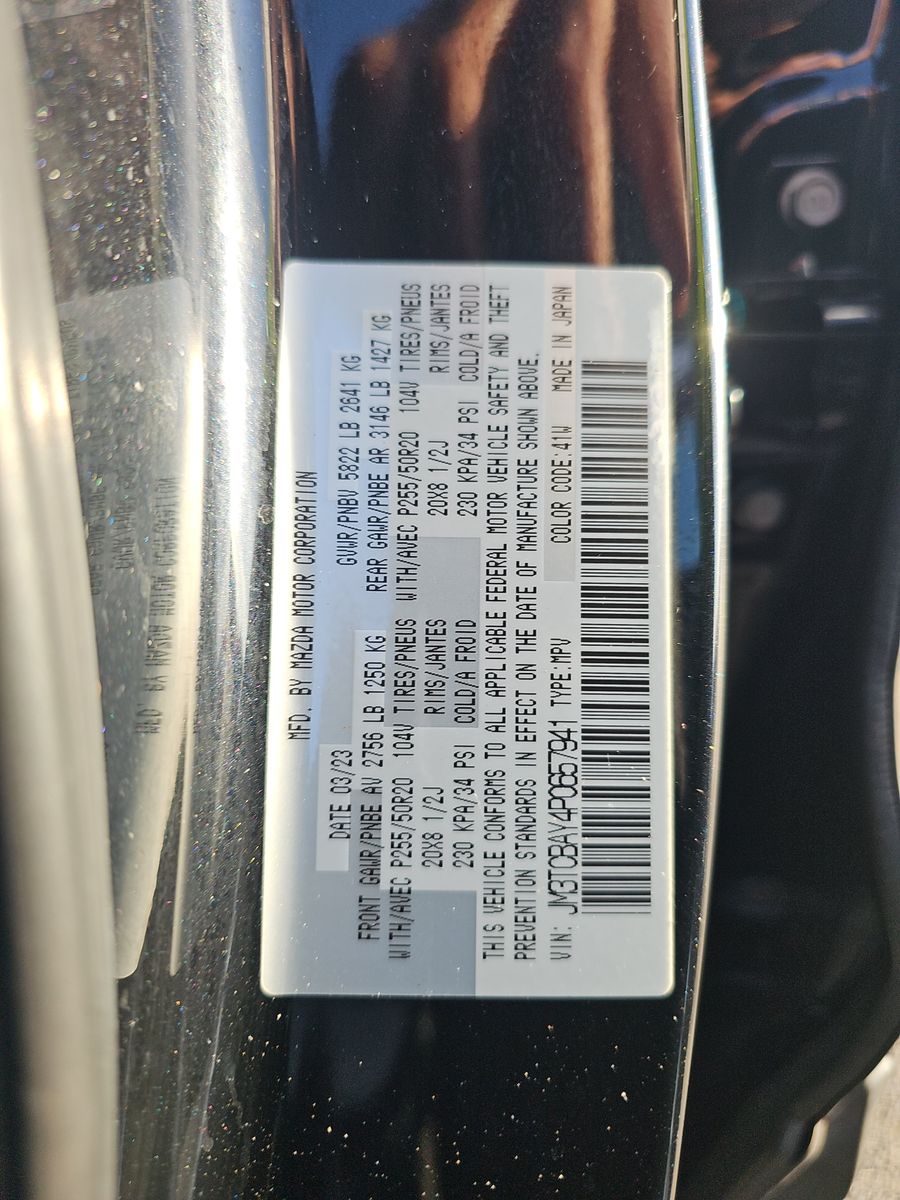 MFD. BY MAZDA MOTOR CORPORATION
DATE 03/23 GVWR/PNBV 5822 LB 2641 KG
FRONT GAWR/PNBE AV 2756 LB 1250 KG REAR GAWR/PNBE AR 3146 LB 1427 KG
WITH/AVEC P255/50R20 104V TIRES/PNEUS WITH/AVEC P255/50R20 104V TIRES/PNEUS
20X8 1/2J RIMS/JANTES 20X8 1/2J RIMS/JANTES
230 KPA/34 PSI COLD/A FROID 230 KPA/34 PSI COLD/A FROID
THIS VEHICLE CONFORMS TO ALL APPLICABLE FEDERAL MOTOR VEHICLE SAFETY AND THEFT
PREVENTION STANDARDS IN EFFECT ON THE DATE OF MANUFACTURE SHOWN ABOVE.
VIN: JM3TCBAY4P0657941 TYPE:MPV COLOR CODE:41W MADE IN JAPAN